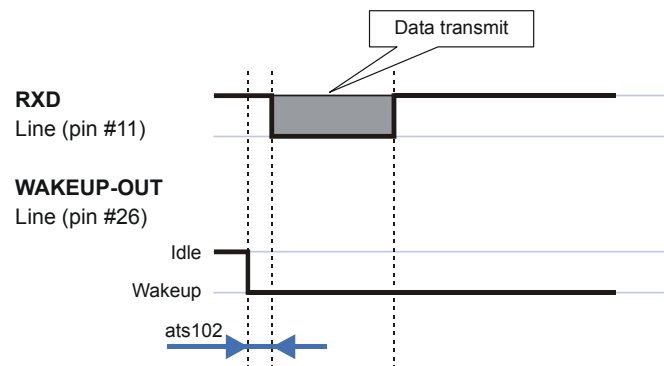 Data transmit
RXD
Line (pin #11)
WAKEUP-OUT
Line (pin #26)
Idle
Wakeup
ats102